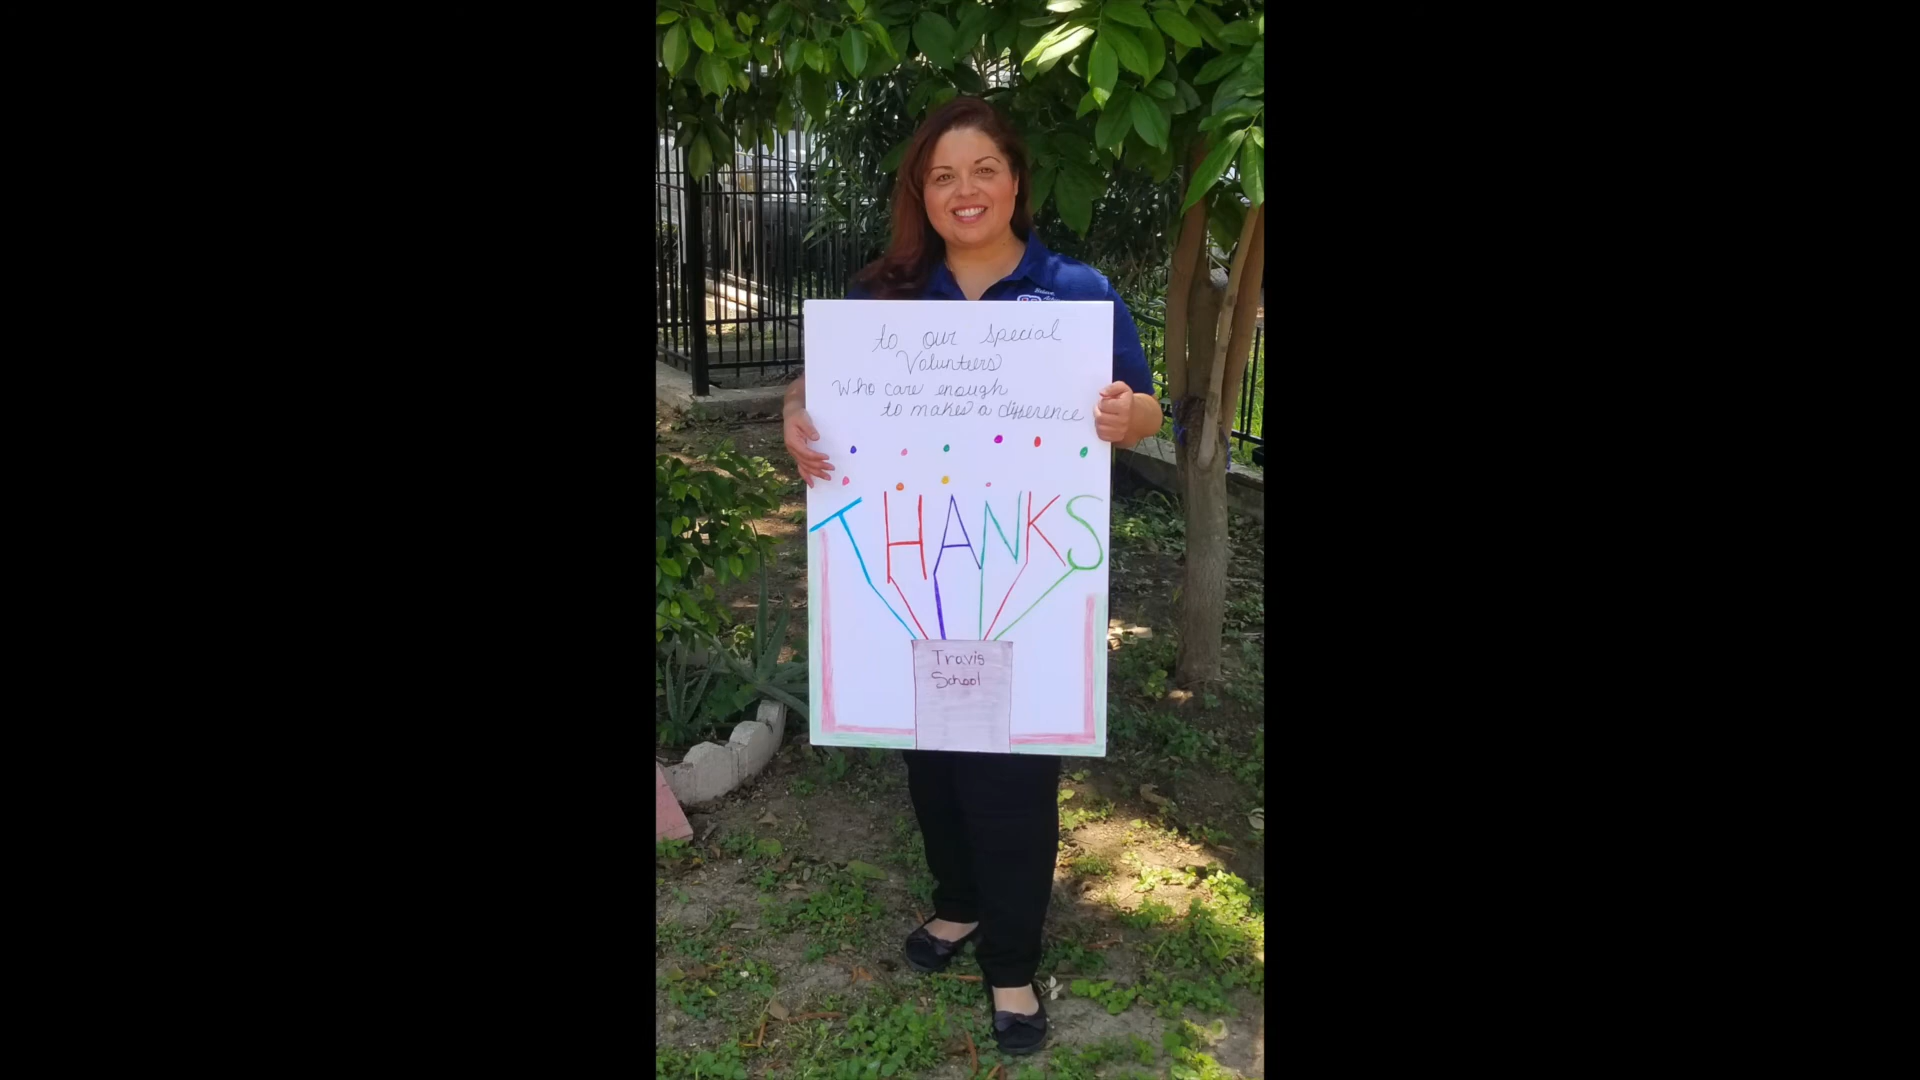 to our special
Volunteers
Who care enough
to makes a difference
THANKS
Travis
School